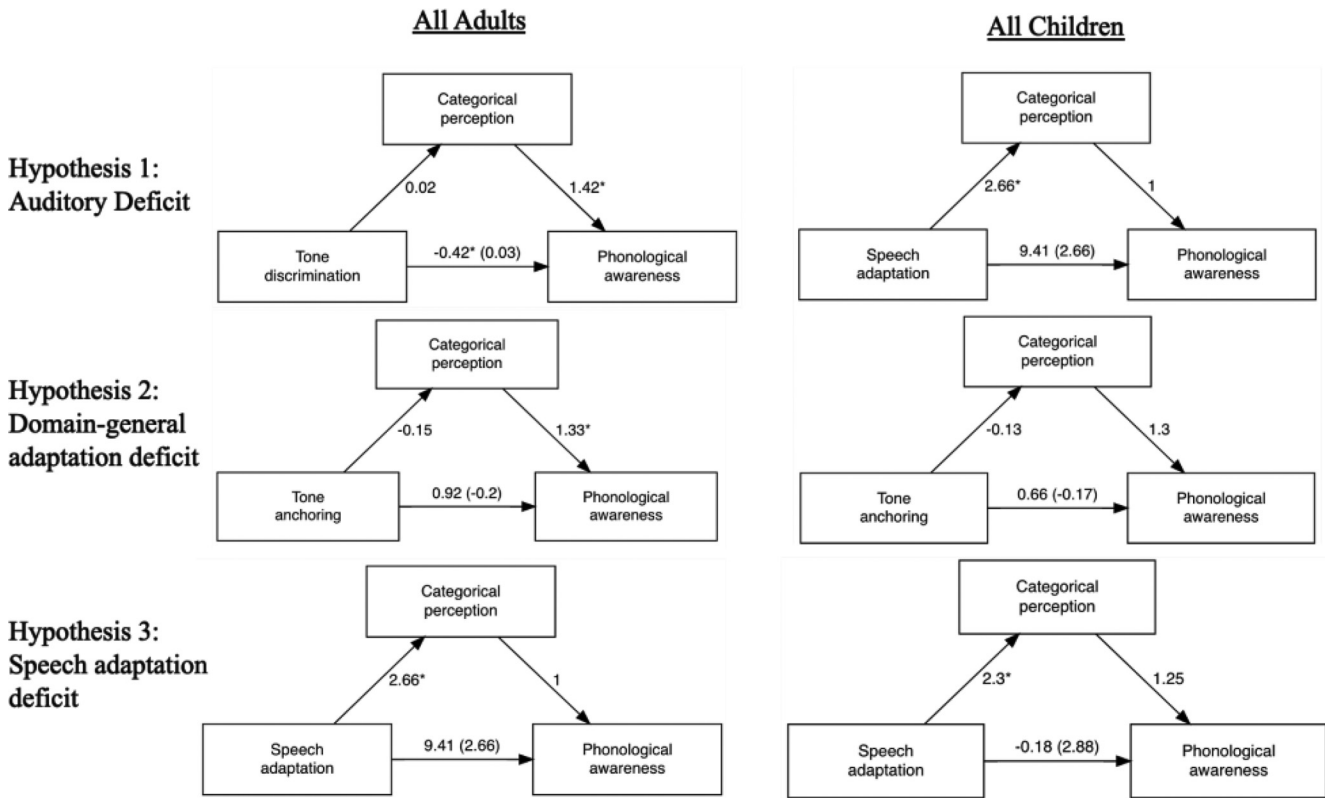 All Adults
All Children
Hypothesis 1:
Auditory Deficit
Categorical
perception
0.02
1.42*
Tone
discrimination
-0.42* (0.03)
Phonological
awareness
Categorical
perception
2.66*
1
Speech
adaptation
9.41 (2.66)
Phonological
awareness
Hypothesis 2:
Domain-general
adaptation deficit
Categorical
perception
-0.15
1.33*
Tone
anchoring
0.92 (-0.2)
Phonological
awareness
Categorical
perception
-0.13
1.3
Tone
anchoring
0.66 (-0.17)
Phonological
awareness
Hypothesis 3:
Speech adaptation
deficit
Categorical
perception
2.66*
1
Speech
adaptation
9.41 (2.66)
Phonological
awareness
Categorical
perception
2.3*
1.25
Speech
adaptation
-0.18 (2.88)
Phonological
awareness